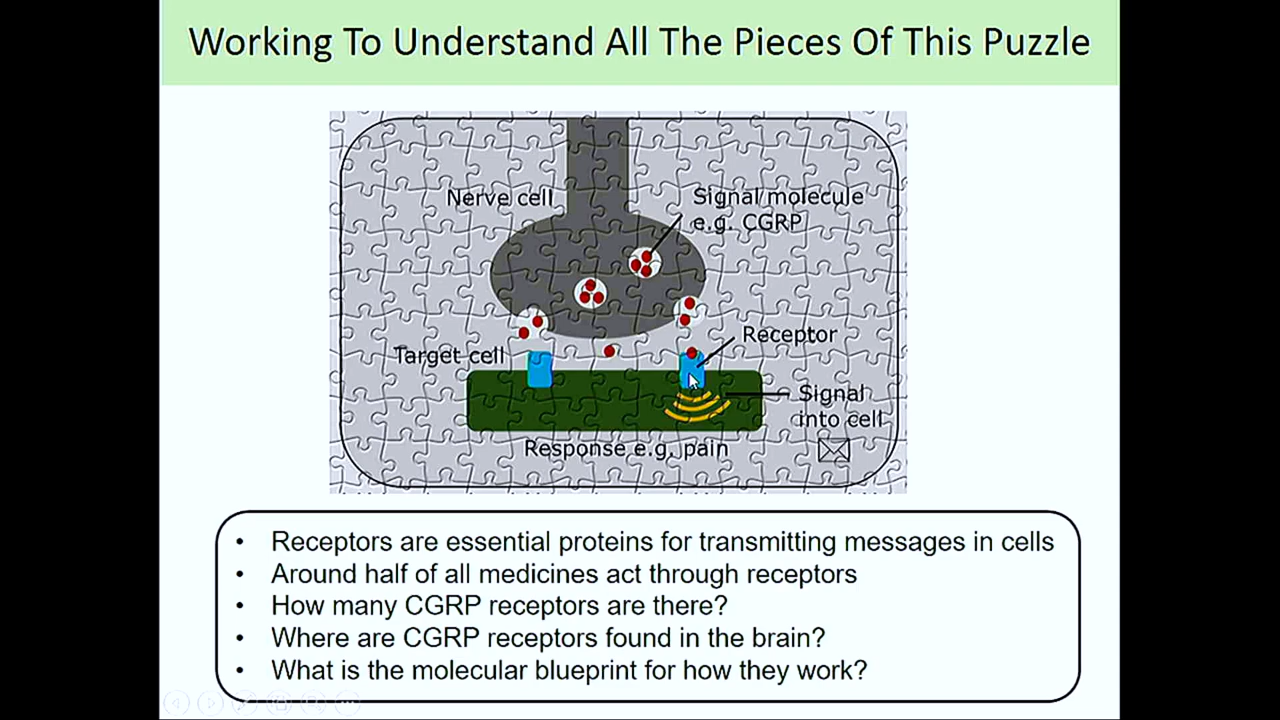 Working To Understand All The Pieces Of This Puzzle
Nerve cell
Signal molecule
e.g. CGRP
Receptor
Target cell
Signal
into cell
Response e.g. pain
• Receptors are essential proteins for transmitting messages in cells
• Around half of all medicines act through receptors
• How many CGRP receptors are there?
• Where are CGRP receptors found in the brain?
• What is the molecular blueprint for how they work?